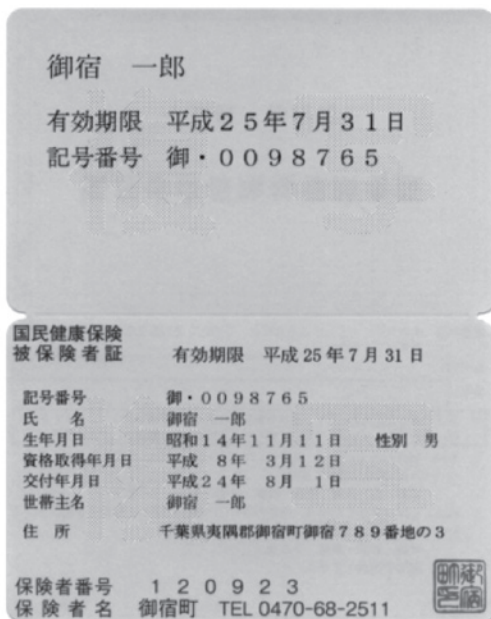 御宿　一郎
有効期限　平成２５年７月３１日
記号番号　御・００９８７６５
国民健康保険
被保険者証　有効期限　平成25年7月31日
記号番号　御・００９８７６５
氏　名　御宿　一郎
生年月日　昭和１４年１１月１１日　性別　男
資格取得年月日　平成　８年　３月１２日
交付年月日　平成２４年　８月　１日
世帯主名　御宿　一郎
住　所　千葉県夷隅郡御宿町御宿７８９番地の３
保険者番号　１２０９２３
保険者名　御宿町　TEL 0470-68-2511